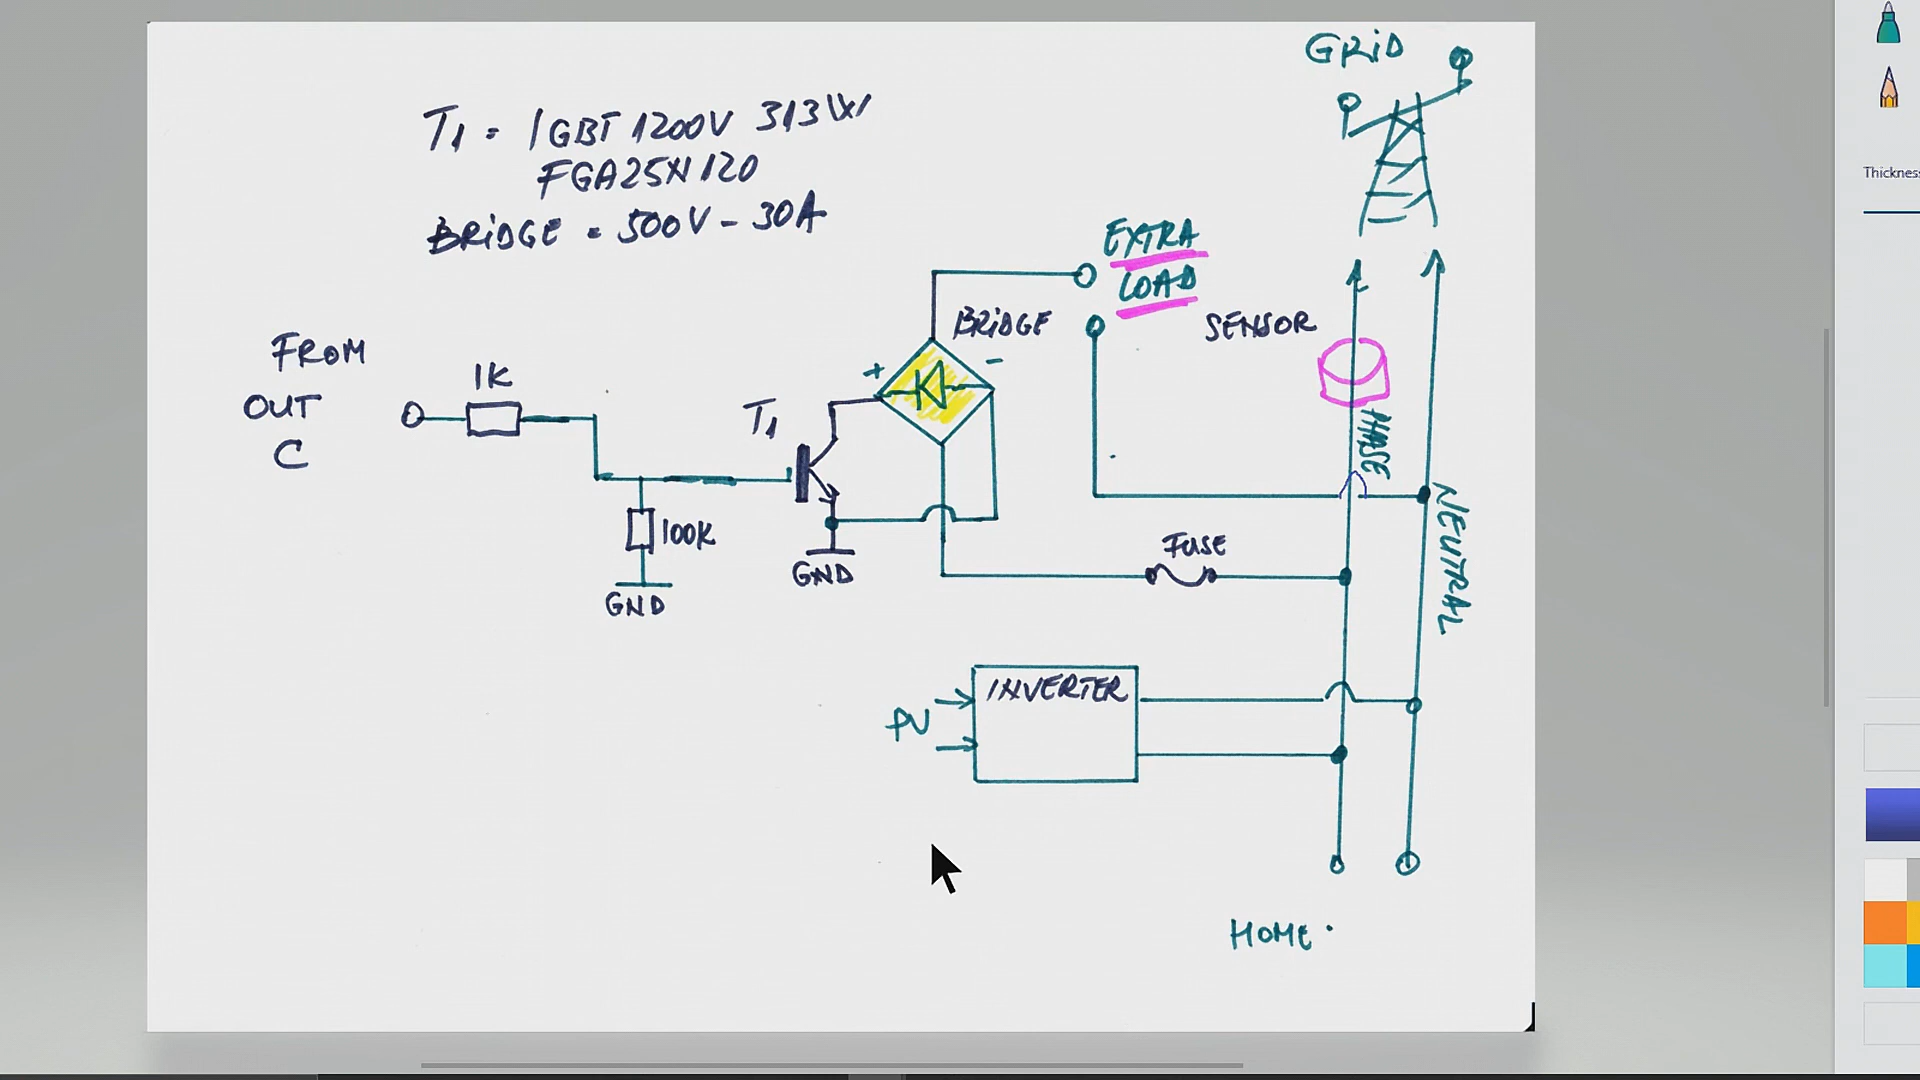 GRID
T1 = IGBT 1200V 313W
FGA25N120
BRIDGE = 500V - 30A
Thicknes
EXTRA
LOAD
BRIDGE
SENSOR
FROM
OUT
C
1K
+
-
T1
PHASE
NEUTRAL
100K
FUSE
GND
GND
INVERTER
PV
HOME